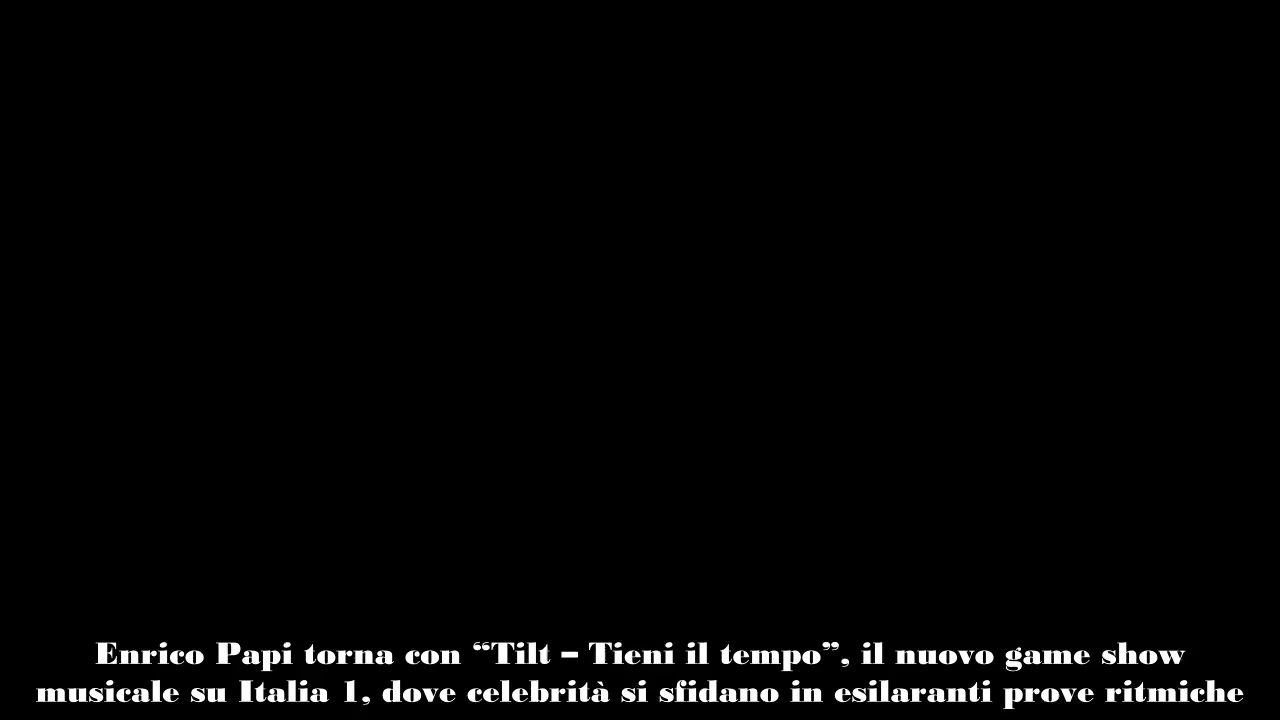 Enrico Papi torna con “Tilt – Tieni il tempo”, il nuovo game show
musicale su Italia 1, dove celebrità si sfidano in esilaranti prove ritmiche